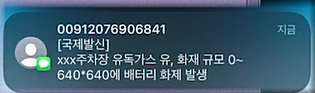 00912076906841
지금
[국제발신]
xxx주차장 유독가스 유, 화재 규모 0~
640*640에 배터리 화재 발생